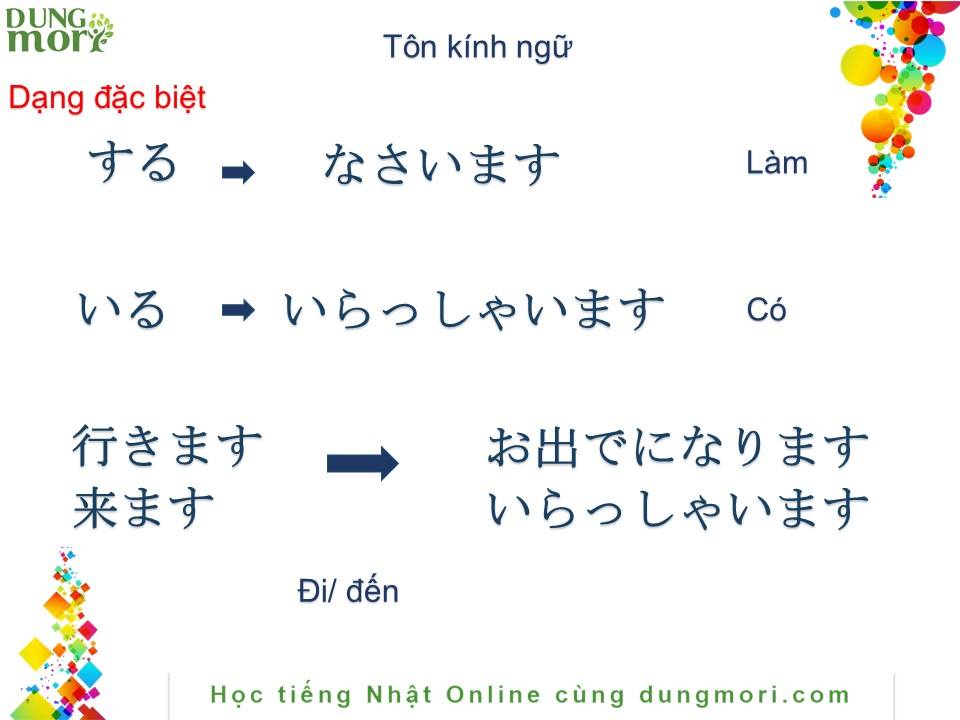 DUNG
mori
Tôn kính ngữ
Dạng đặc biệt
する なさいます Làm
いる いらっしゃいます Có
行きます お出でになります
来ます いらっしゃいます
Đi/ đến
Học tiếng Nhật Online cùng dungmori.com